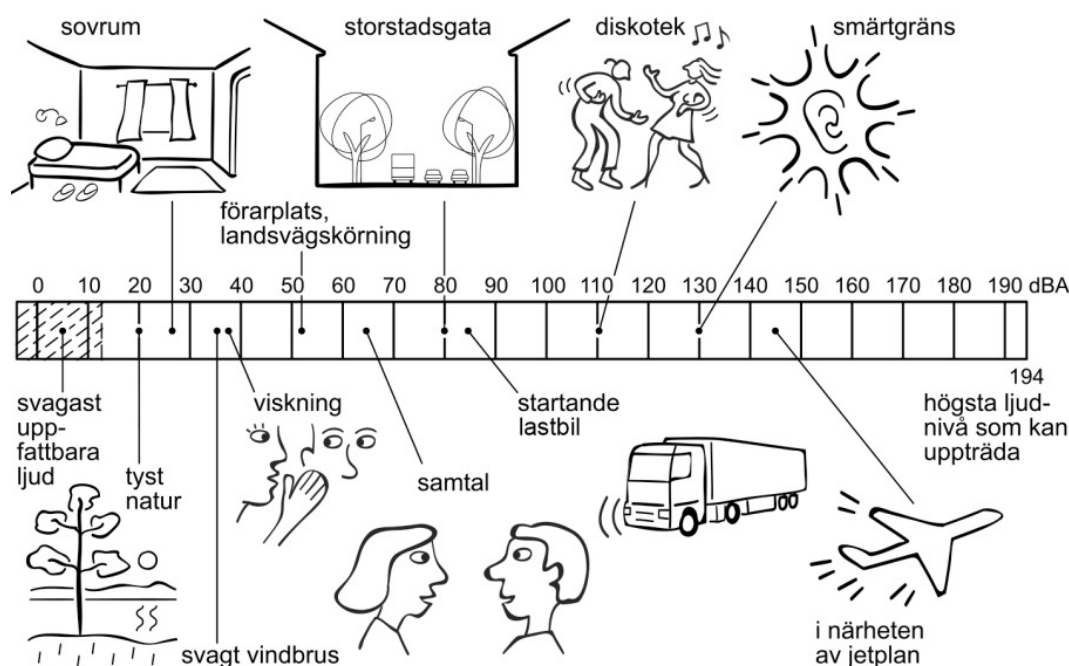 sovrum
storstadsgata
diskotek
smärtgräns
förarplats,
landsvägskörning
0 10 20 30 40 50 60 70 80 90 100 110 120 130 140 150 160 170 180 190 dBA
194
svagast
upp-
fattbara
ljud
tyst
natur
viskning
samtal
startande
lastbil
högsta ljud-
nivå som kan
uppträda
svagt vindbrus
i närheten
av jetplan